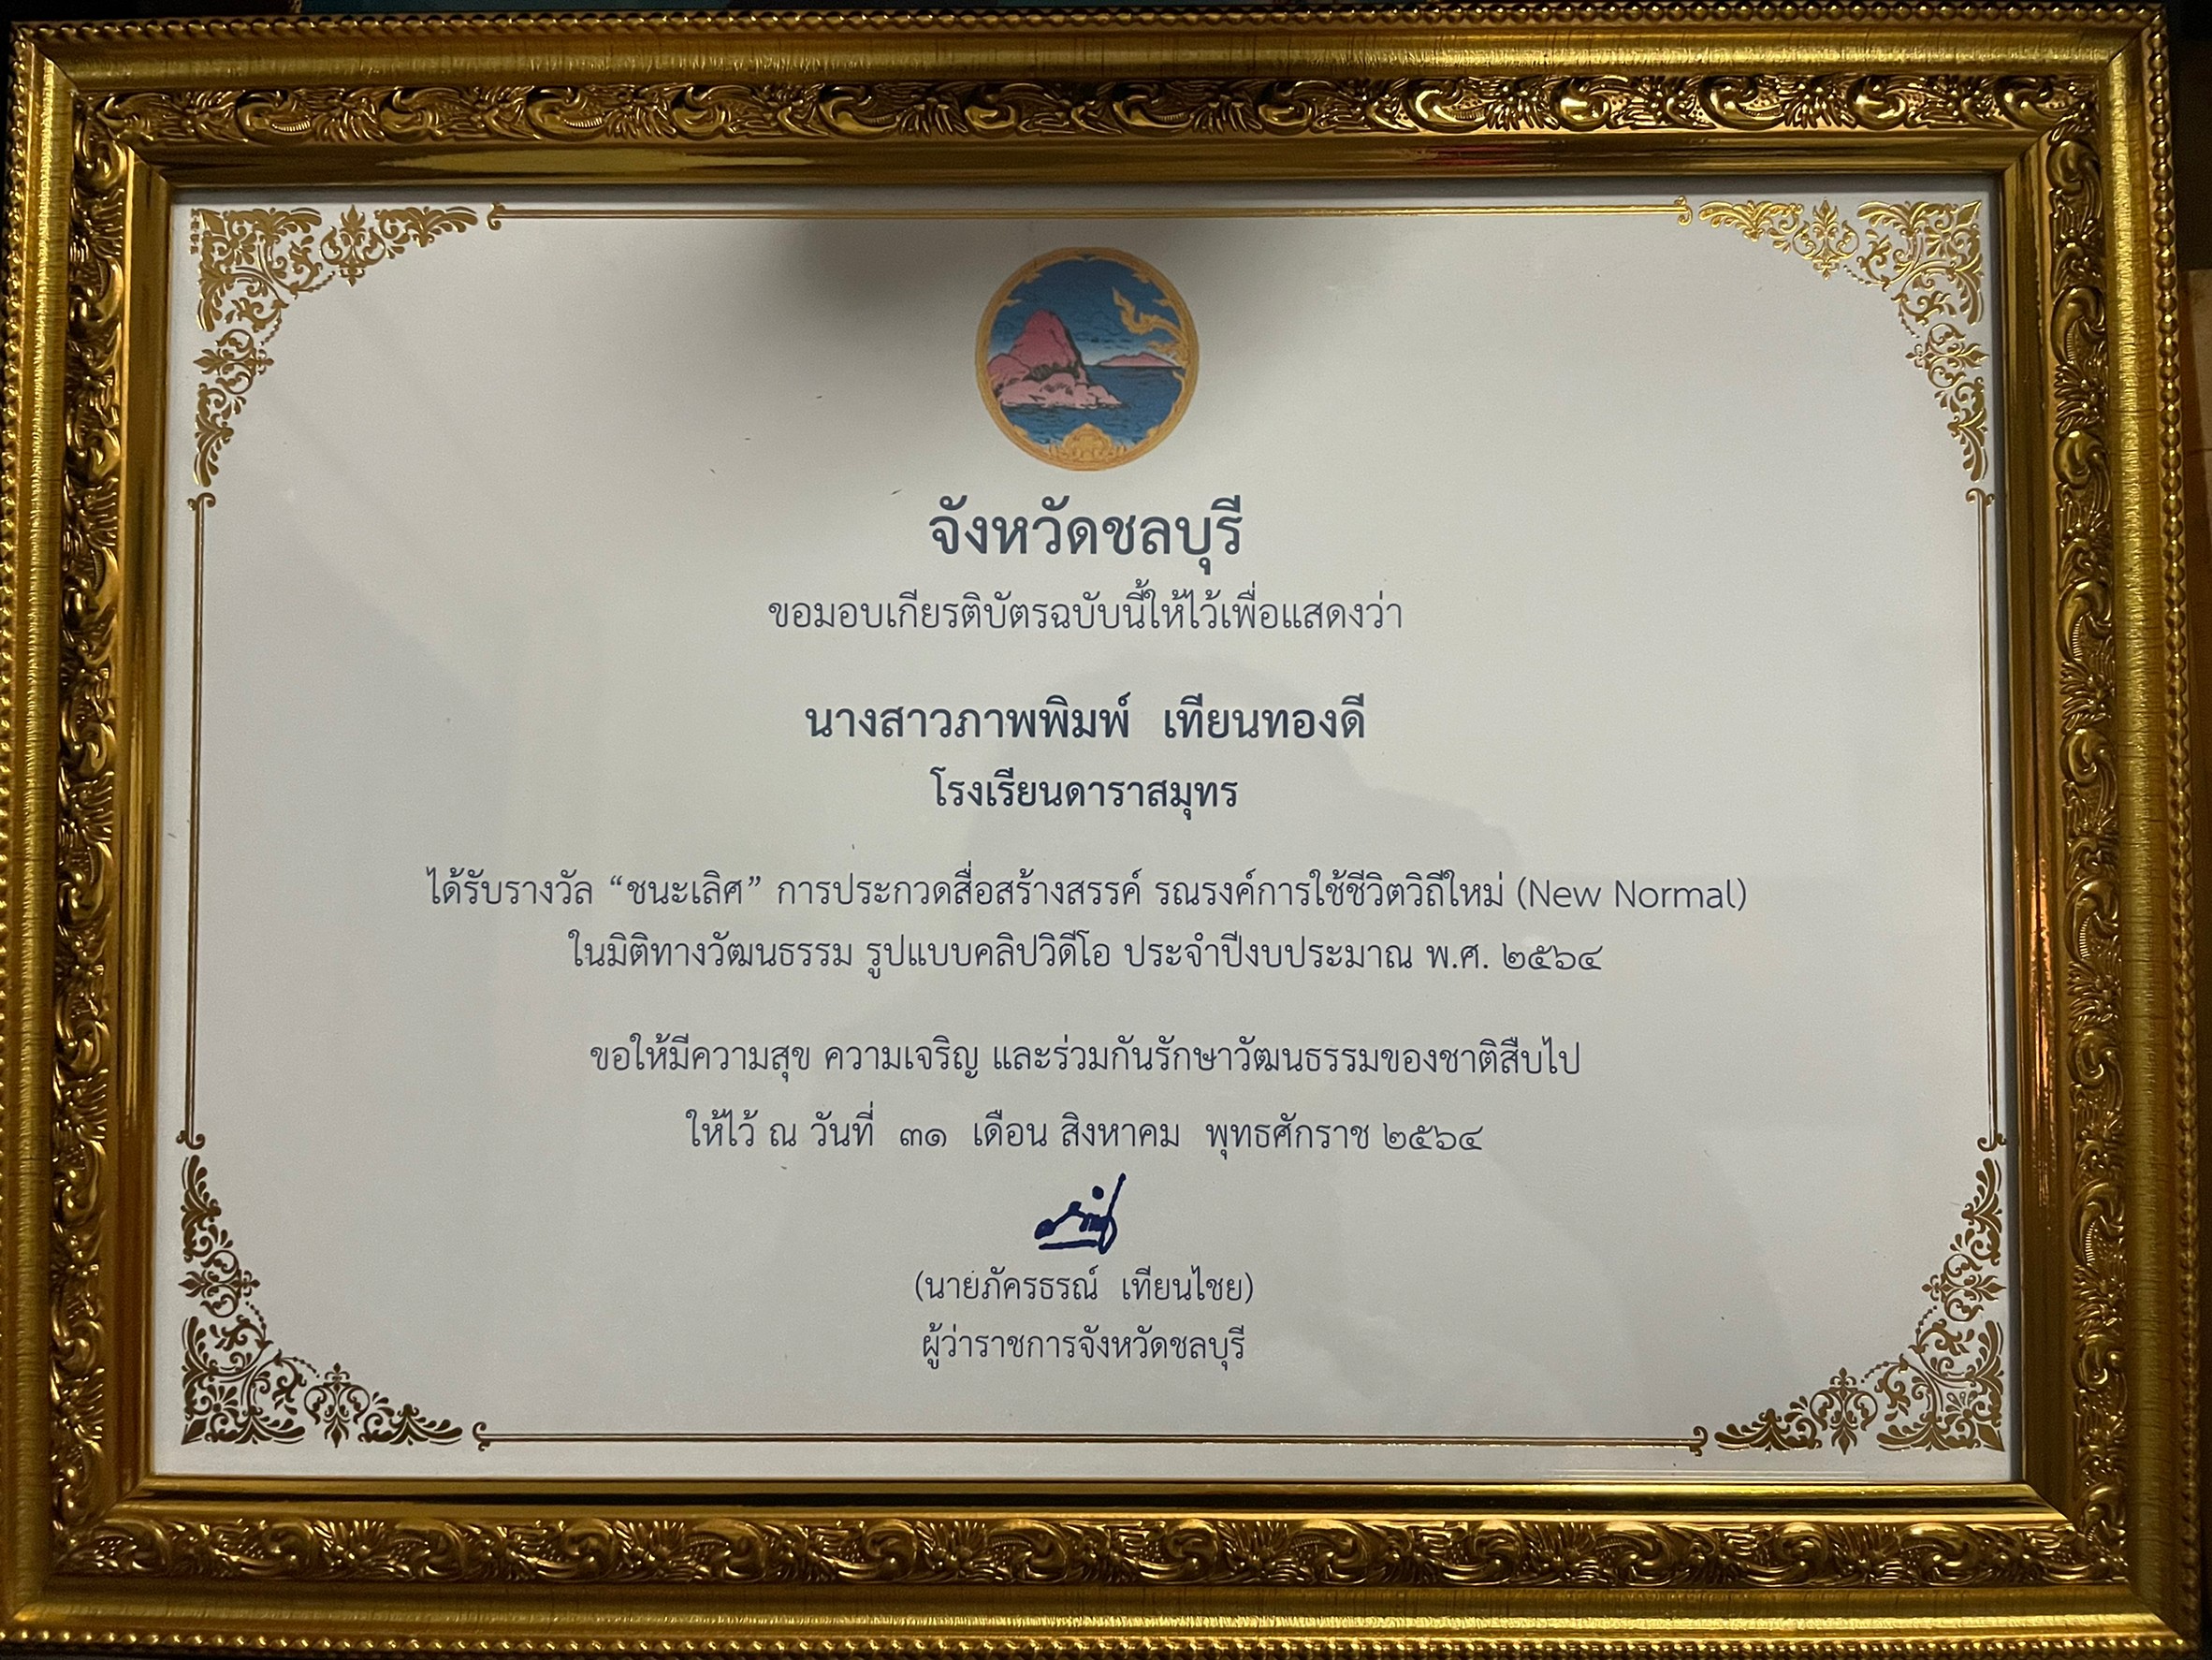 จังหวัดชลบุรี
ขอมอบเกียรติบัตรฉบับนี้ให้ไว้เพื่อแสดงว่า
นางสาวภาพพิมพ์ เทียนทองดี
โรงเรียนดาราสมุทร
ได้รับรางวัล “ชนะเลิศ” การประกวดสื่อสร้างสรรค์ รณรงค์การใช้ชีวิตวิถีใหม่ (New Normal)
ในมิติทางวัฒนธรรม รูปแบบคลิปวิดีโอ ประจำปีงบประมาณ พ.ศ. ๒๕๖๔
ขอให้มีความสุข ความเจริญ และร่วมกันรักษาวัฒนธรรมของชาติสืบไป
ให้ไว้ ณ วันที่ ๓๑ เดือน สิงหาคม พุทธศักราช ๒๕๖๔
(นายภัครธรณ์ เทียนไชย)
ผู้ว่าราชการจังหวัดชลบุรี